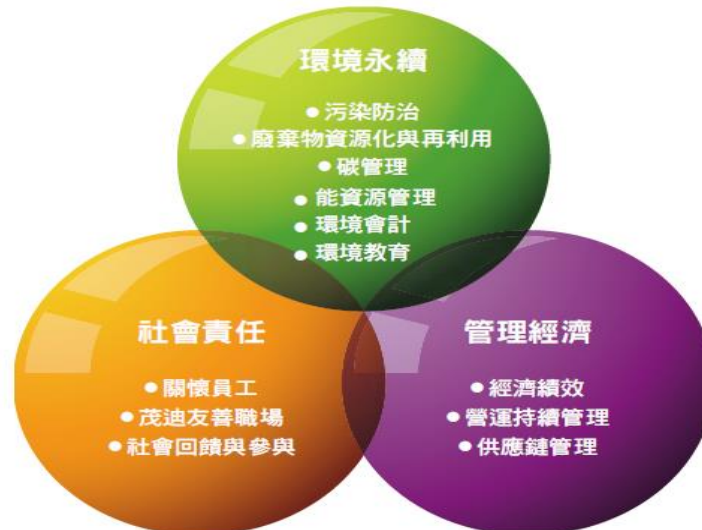 環境永續
●污染防治
●廢棄物資源化與再利用
●碳管理
●能資源管理
●環境會計
●環境教育
社會責任
●關懷員工
●茂迪友善職場
●社會回饋與參與
管理經濟
●經濟績效
●營運持續管理
●供應鏈管理